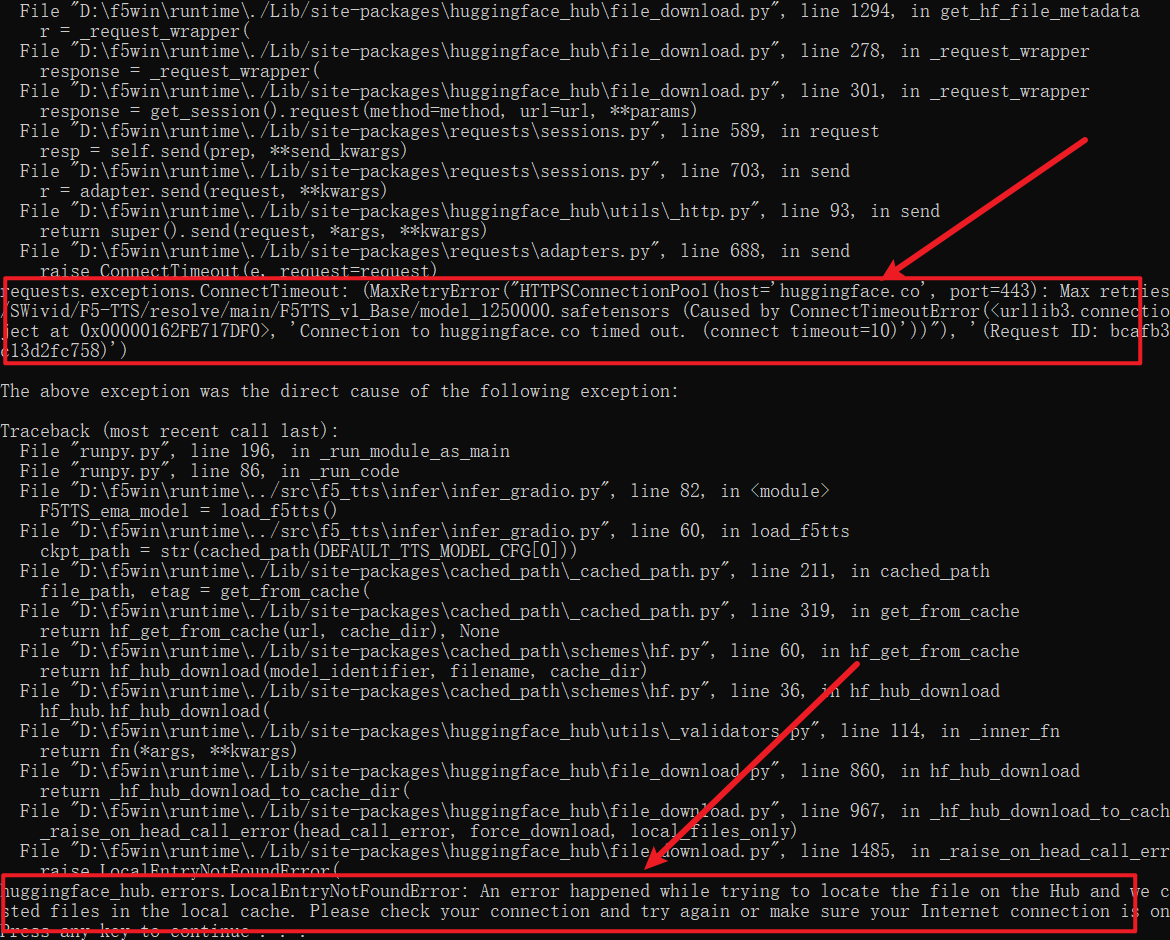 File "D:\f5win\runtime\./Lib/site-packages\huggingface_hub\file_download.py", line 1294, in get_hf_file_metadata
r = _request_wrapper(
File "D:\f5win\runtime\./Lib/site-packages\huggingface_hub\file_download.py", line 278, in _request_wrapper
response = _request_wrapper(
File "D:\f5win\runtime\./Lib/site-packages\huggingface_hub\file_download.py", line 301, in _request_wrapper
response = get_session().request(method=method, url=url, **params)
File "D:\f5win\runtime\./Lib/site-packages\requests\sessions.py", line 589, in request
resp = self.send(prep, **send_kwargs)
File "D:\f5win\runtime\./Lib/site-packages\requests\sessions.py", line 703, in send
r = adapter.send(request, **kwargs)
File "D:\f5win\runtime\./Lib/site-packages\huggingface_hub\utils\_http.py", line 93, in send
return super().send(request, *args, **kwargs)
File "D:\f5win\runtime\./Lib/site-packages\requests\adapters.py", line 688, in send
raise ConnectTimeout(e, request=request)
requests.exceptions.ConnectTimeout: (MaxRetryError("HTTPSConnectionPool(host='huggingface.co', port=443): Max retries
/SWivid/F5-TTS/resolve/main/F5TTS_v1_Base/model_1250000.safetensors (Caused by ConnectTimeoutError(<urllib3.connectio
ject at 0x00000162FE717DF0>, 'Connection to huggingface.co timed out. (connect timeout=10)'))"), '(Request ID: bcafb3
c13d2fc758)')
The above exception was the direct cause of the following exception:
Traceback (most recent call last):
File "runpy.py", line 196, in _run_module_as_main
File "runpy.py", line 86, in _run_code
File "D:\f5win\runtime\../src\f5_tts\infer\infer_gradio.py", line 82, in <module>
F5TTS_ema_model = load_f5tts()
File "D:\f5win\runtime\../src\f5_tts\infer\infer_gradio.py", line 60, in load_f5tts
ckpt_path = str(cached_path(DEFAULT_TTS_MODEL_CFG[0]))
File "D:\f5win\runtime\./Lib/site-packages\cached_path\_cached_path.py", line 211, in cached_path
file_path, etag = get_from_cache(
File "D:\f5win\runtime\./Lib/site-packages\cached_path\_cached_path.py", line 319, in get_from_cache
return hf_get_from_cache(url, cache_dir), None
File "D:\f5win\runtime\./Lib/site-packages\cached_path\schemes\hf.py", line 60, in hf_get_from_cache
return hf_hub_download(model_identifier, filename, cache_dir)
File "D:\f5win\runtime\./Lib/site-packages\cached_path\schemes\hf.py", line 36, in hf_hub_download
hf_hub.hf_hub_download(
File "D:\f5win\runtime\./Lib/site-packages\huggingface_hub\utils\_validators.py", line 114, in _inner_fn
return fn(*args, **kwargs)
File "D:\f5win\runtime\./Lib/site-packages\huggingface_hub\file_download.py", line 860, in hf_hub_download
return _hf_hub_download_to_cache_dir(
File "D:\f5win\runtime\./Lib/site-packages\huggingface_hub\file_download.py", line 967, in _hf_hub_download_to_cach
_raise_on_head_call_error(head_call_error, force_download, local_files_only)
File "D:\f5win\runtime\./Lib/site-packages\huggingface_hub\file_download.py", line 1485, in _raise_on_head_call_err
raise LocalEntryNotFoundError(
huggingface_hub.errors.LocalEntryNotFoundError: An error happened while trying to locate the file on the Hub and we c
sted files in the local cache. Please check your connection and try again or make sure your Internet connection is on
Press any key to continue . . .